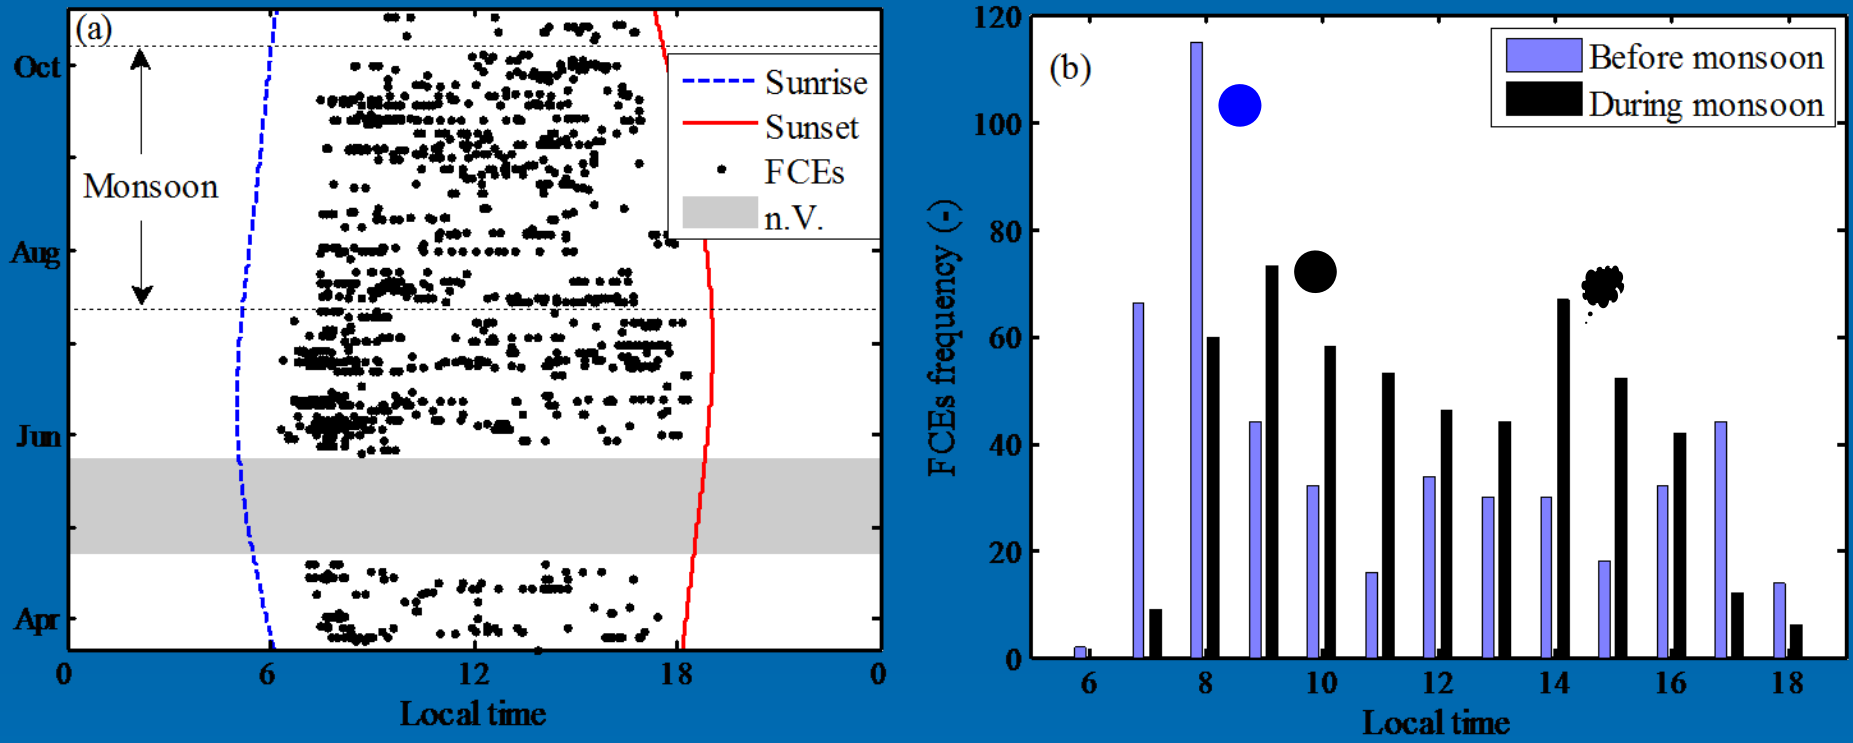 (a)
Oct
Aug
Jun
Apr
Monsoon
Sunrise
Sunset
FCEs
n.V.
0 6 12 18 0
Local time
(b)
Before monsoon
During monsoon
FCEs frequency (-)
120
100
80
60
40
20
0
6 8 10 12 14 16 18
Local time